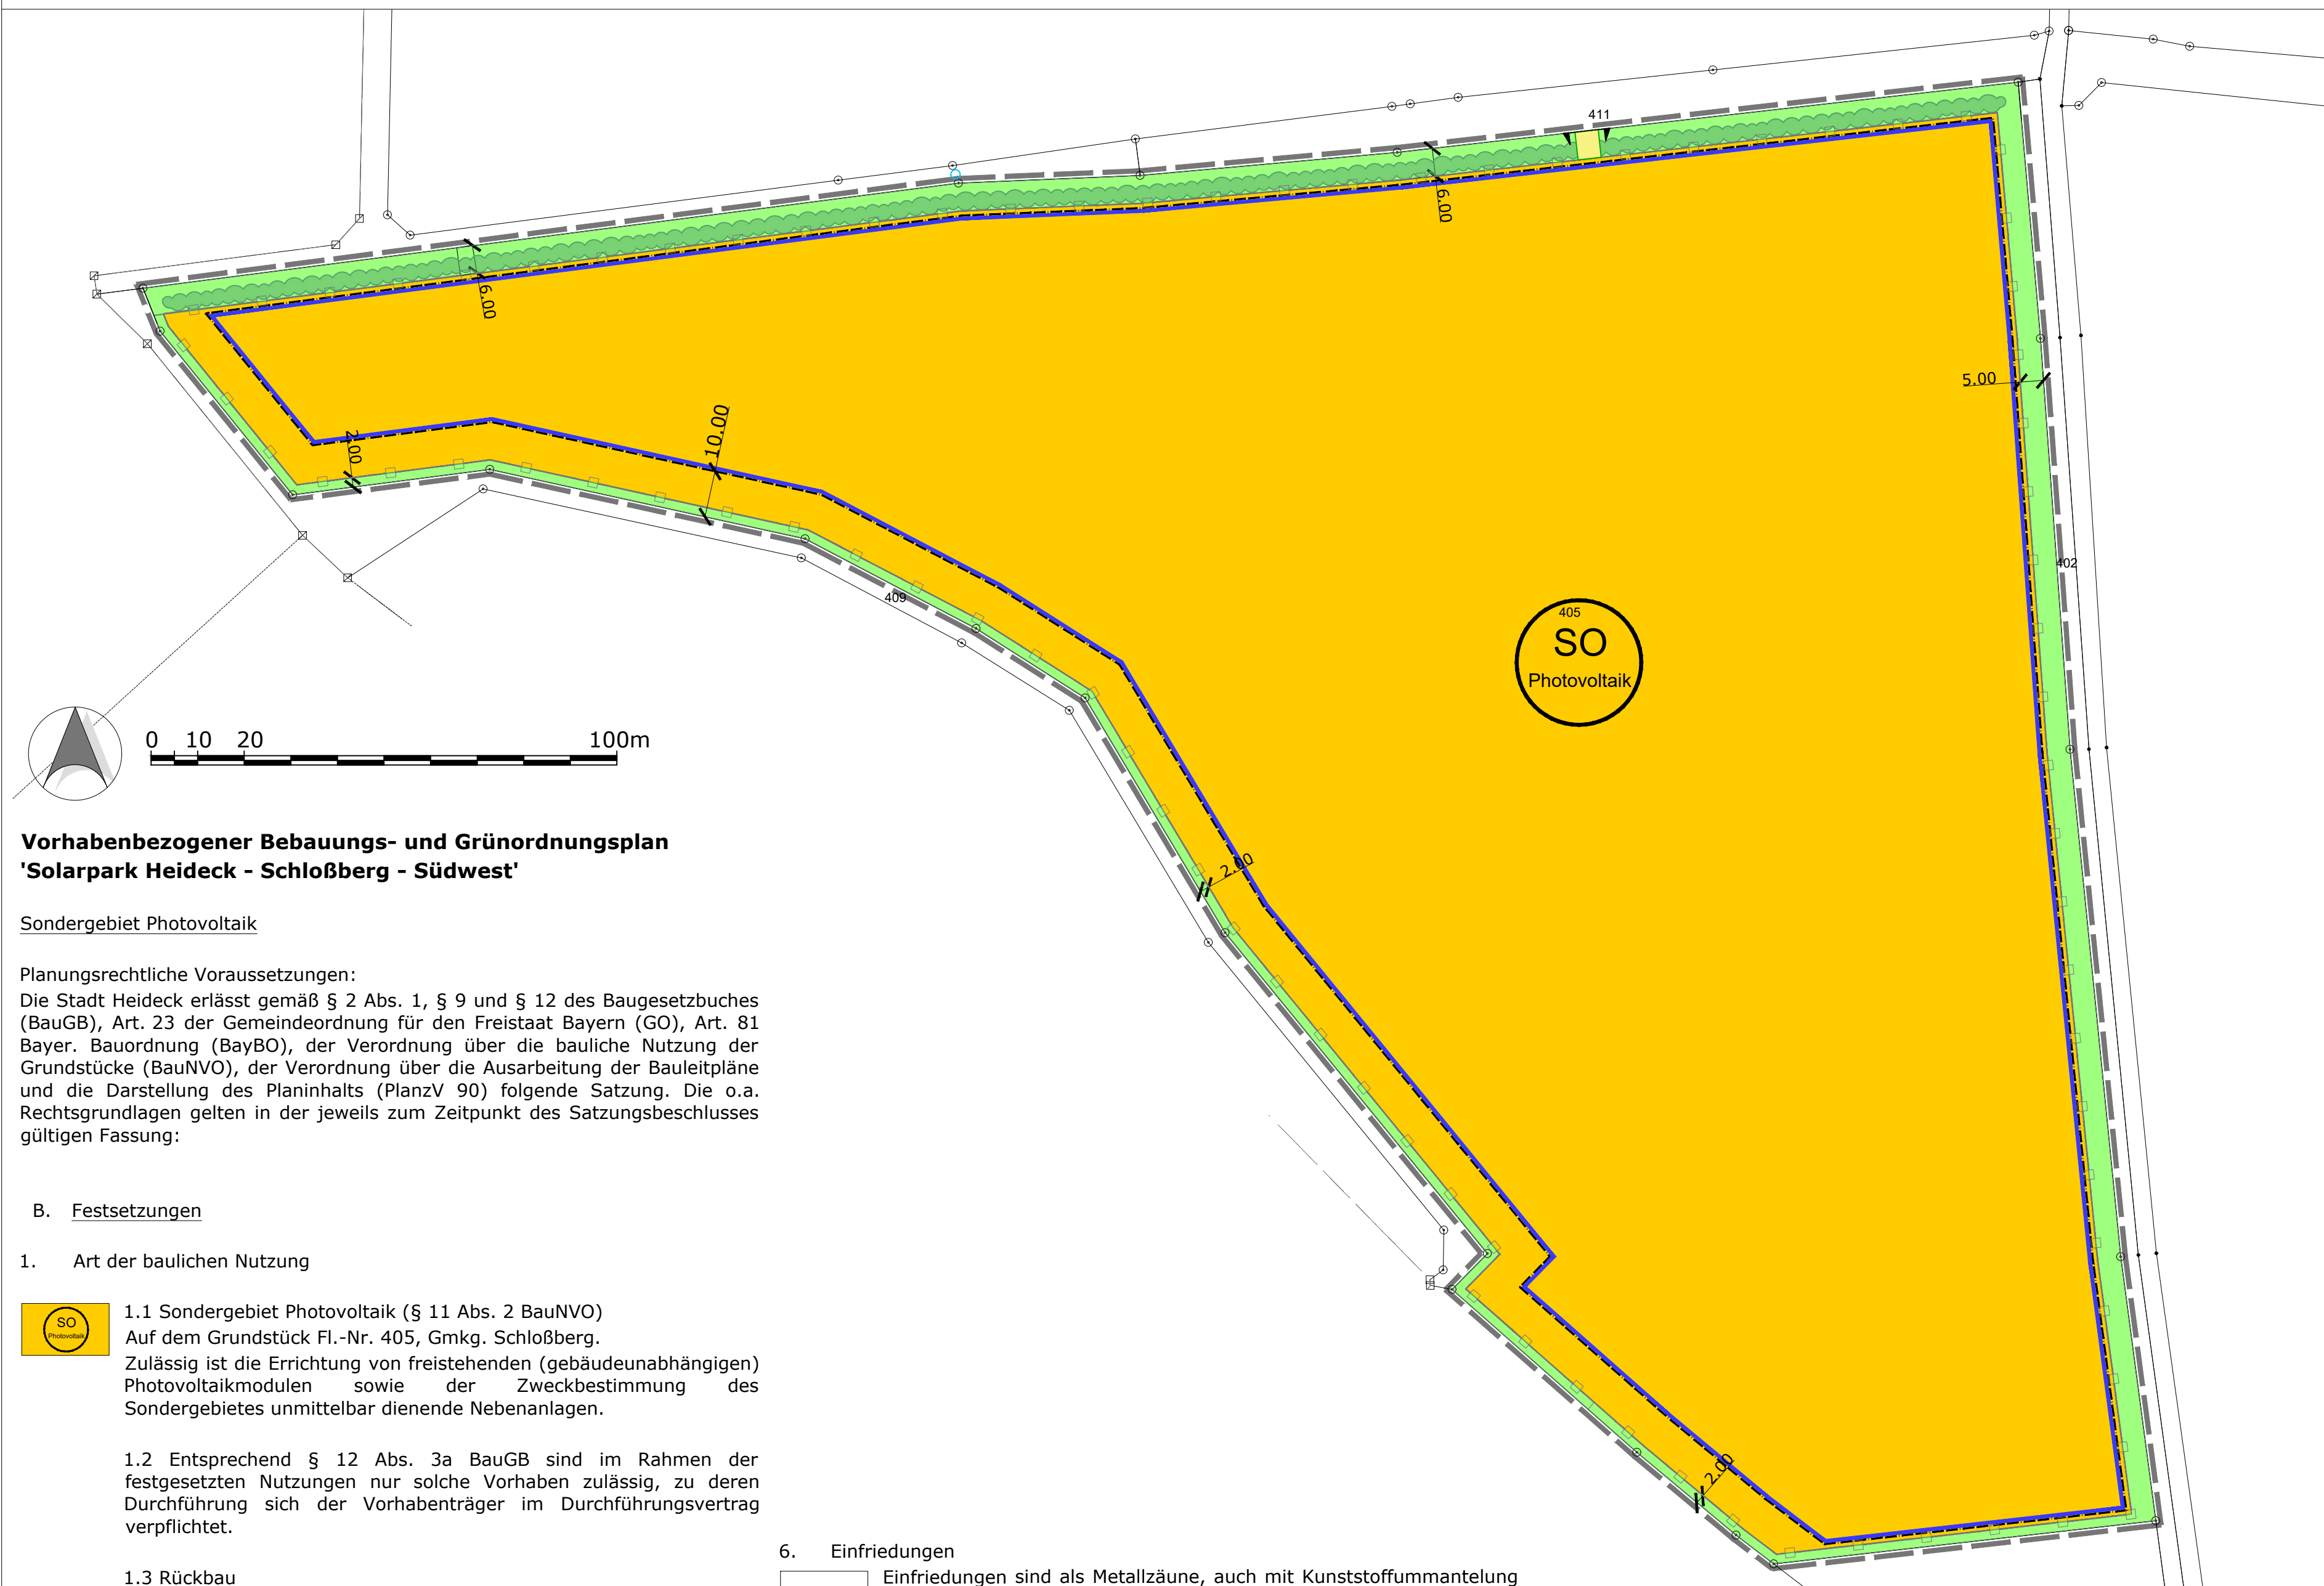 411
6.00
6.00
5.00
10.00
2.00
402
409
405
SO
Photovoltaik
0 10 20 100m
2.00
Vorhabenbezogener Bebauungs- und Grünordnungsplan
'Solarpark Heideck - Schloßberg - Südwest'
Sondergebiet Photovoltaik
Planungsrechtliche Voraussetzungen:
Die Stadt Heideck erlässt gemäß § 2 Abs. 1, § 9 und § 12 des Baugesetzbuches
(BauGB), Art. 23 der Gemeindeordnung für den Freistaat Bayern (GO), Art. 81
Bayer. Bauordnung (BayBO), der Verordnung über die bauliche Nutzung der
Grundstücke (BauNVO), der Verordnung über die Ausarbeitung der Bauleitpläne
und die Darstellung des Planinhalts (PlanzV 90) folgende Satzung. Die o.a.
Rechtsgrundlagen gelten in der jeweils zum Zeitpunkt des Satzungsbeschlusses
gültigen Fassung:
B. Festsetzungen
1. Art der baulichen Nutzung
SO
Photovoltaik
1.1 Sondergebiet Photovoltaik (§ 11 Abs. 2 BauNVO)
Auf dem Grundstück Fl.-Nr. 405, Gmkg. Schloßberg.
Zulässig ist die Errichtung von freistehenden (gebäudeunabhängigen)
Photovoltaikmodulen sowie der Zweckbestimmung des
Sondergebietes unmittelbar dienende Nebenanlagen.
1.2 Entsprechend § 12 Abs. 3a BauGB sind im Rahmen der
festgesetzten Nutzungen nur solche Vorhaben zulässig, zu deren
Durchführung sich der Vorhabenträger im Durchführungsvertrag
verpflichtet.
1.3 Rückbau
2.00
6. Einfriedungen
Einfriedungen sind als Metallzäune, auch mit Kunststoffummantelung